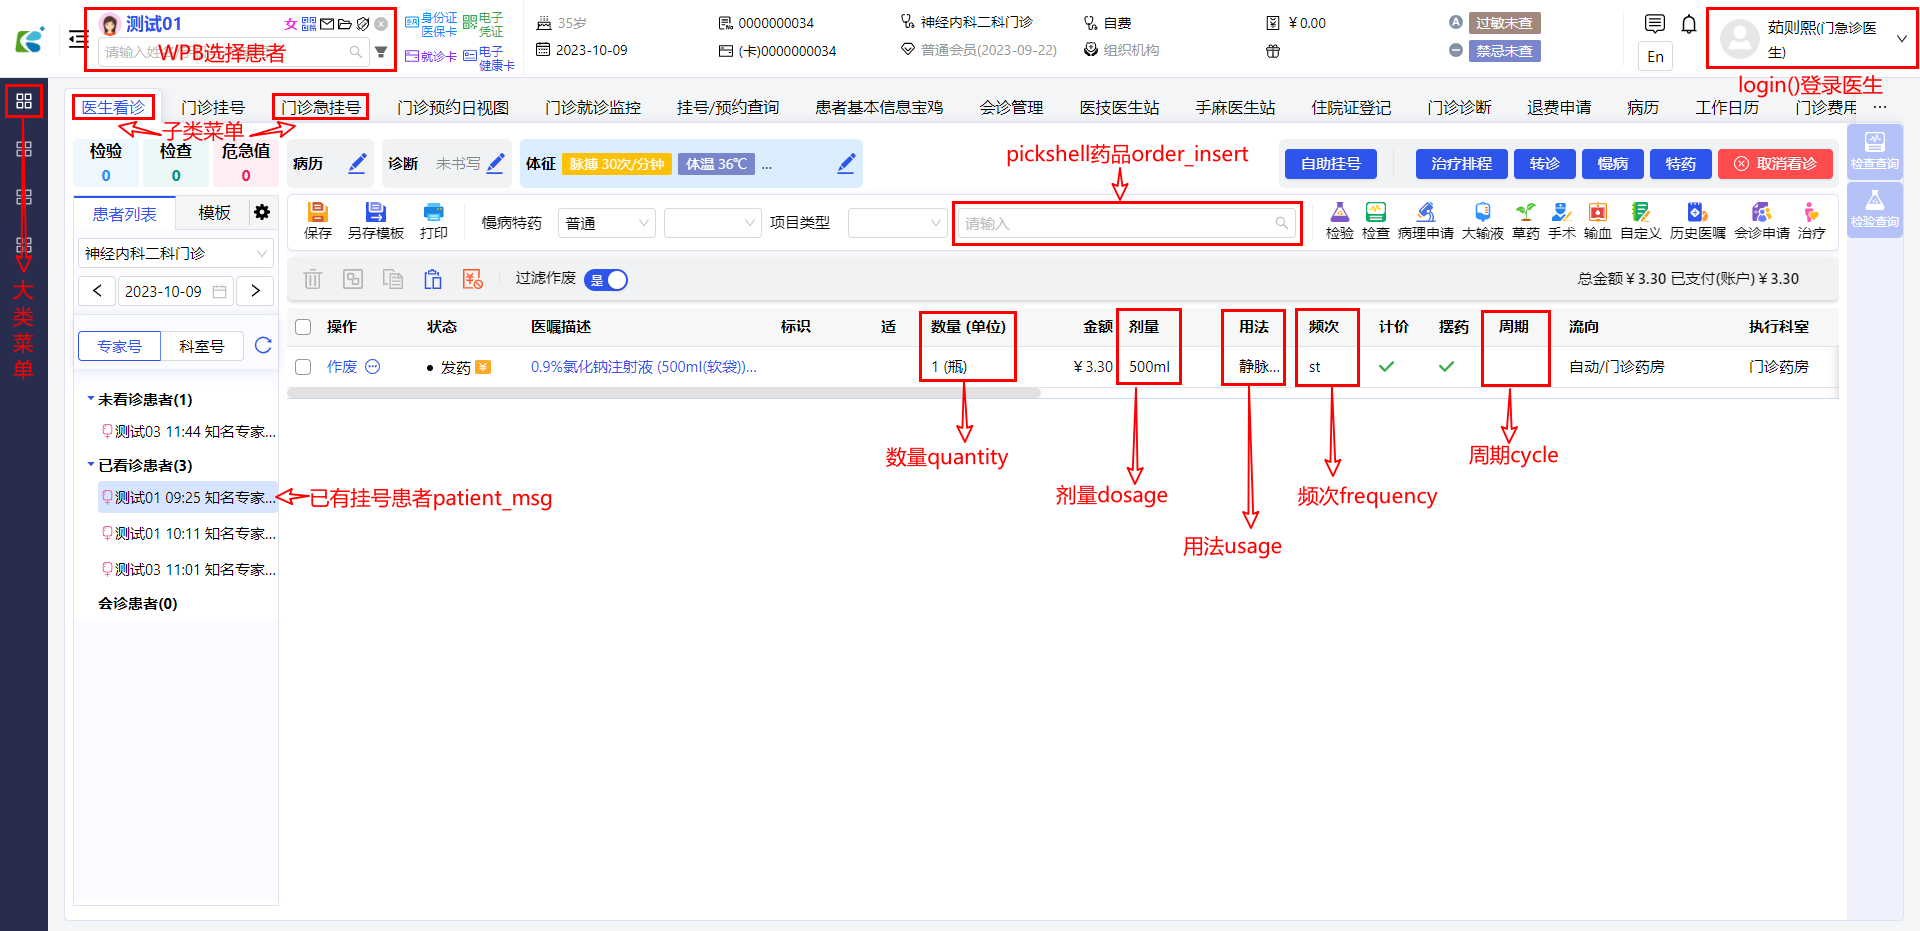 测试01 女
WPB选择患者
请输入姓
身份证
医保卡
电子
凭证
就诊卡
电子
健康卡
35岁
2023-10-09
0000000034
(卡)0000000034
神经内科二科门诊
普通会员(2023-09-22)
自费
组织机构
¥ 0.00
过敏未查
禁忌未查
En
茹则熙(门急诊医
生)
login()登录医生
医生看诊 门诊挂号 门诊急挂号 门诊预约日视图 门诊就诊监控 挂号/预约查询 患者基本信息宝鸡 会诊管理 医技医生站 手麻医生站 住院证登记 门诊诊断 退费申请 病历 工作日历 门诊费用 ...
子类菜单
大类菜单
检验 0
检查 0
危急值 0
病历
诊断 未书写
体征 脉搏 30次/分钟 体温 36℃ ...
pickshell药品order_insert
自助挂号 治疗排程 转诊 慢病 特药 取消看诊
检查查询
检验查询
患者列表 模板
保存 另存模板 打印
慢病特药 普通 项目类型
请输入
检验 检查 病理申请 大输液 草药 手术 输血 自定义 历史医嘱 会诊申请 治疗
神经内科二科门诊
2023-10-09
过滤作废 是
总金额 ¥ 3.30 已支付(账户) ¥ 3.30
专家号 科室号
操作 状态 医嘱描述 标识 适 数量 (单位) 金额 剂量 用法 频次 计价 摆药 周期 流向 执行科室
作废 发药 ¥ 0.9%氯化钠注射液 (500ml(软袋))... 1 (瓶) ¥ 3.30 500ml 静脉... st 自动/门诊药房 门诊药房
未看诊患者(1)
测试03 11:44 知名专家...
已看诊患者(3)
测试01 09:25 知名专家...
测试01 10:11 知名专家...
测试03 11:01 知名专家...
会诊患者(0)
已有挂号患者patient_msg
数量quantity
剂量dosage
用法usage
频次frequency
周期cycle